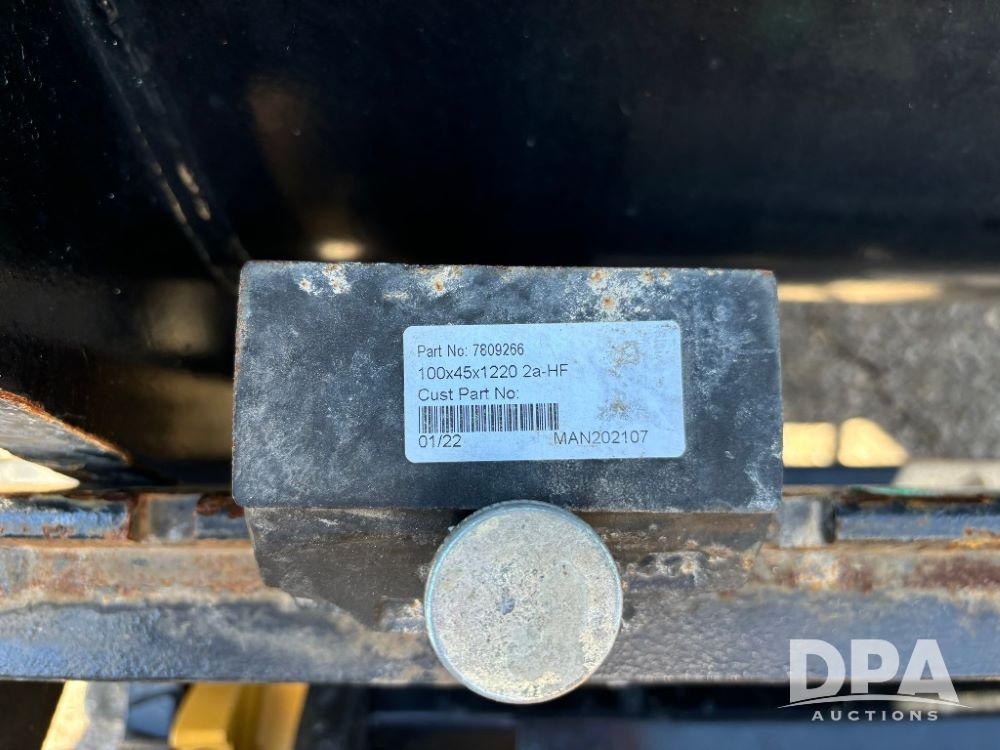 Part No: 7809266
100x45x1220 2a-HF
Cust Part No:
01/22 MAN202107
DPA
AUCTIONS